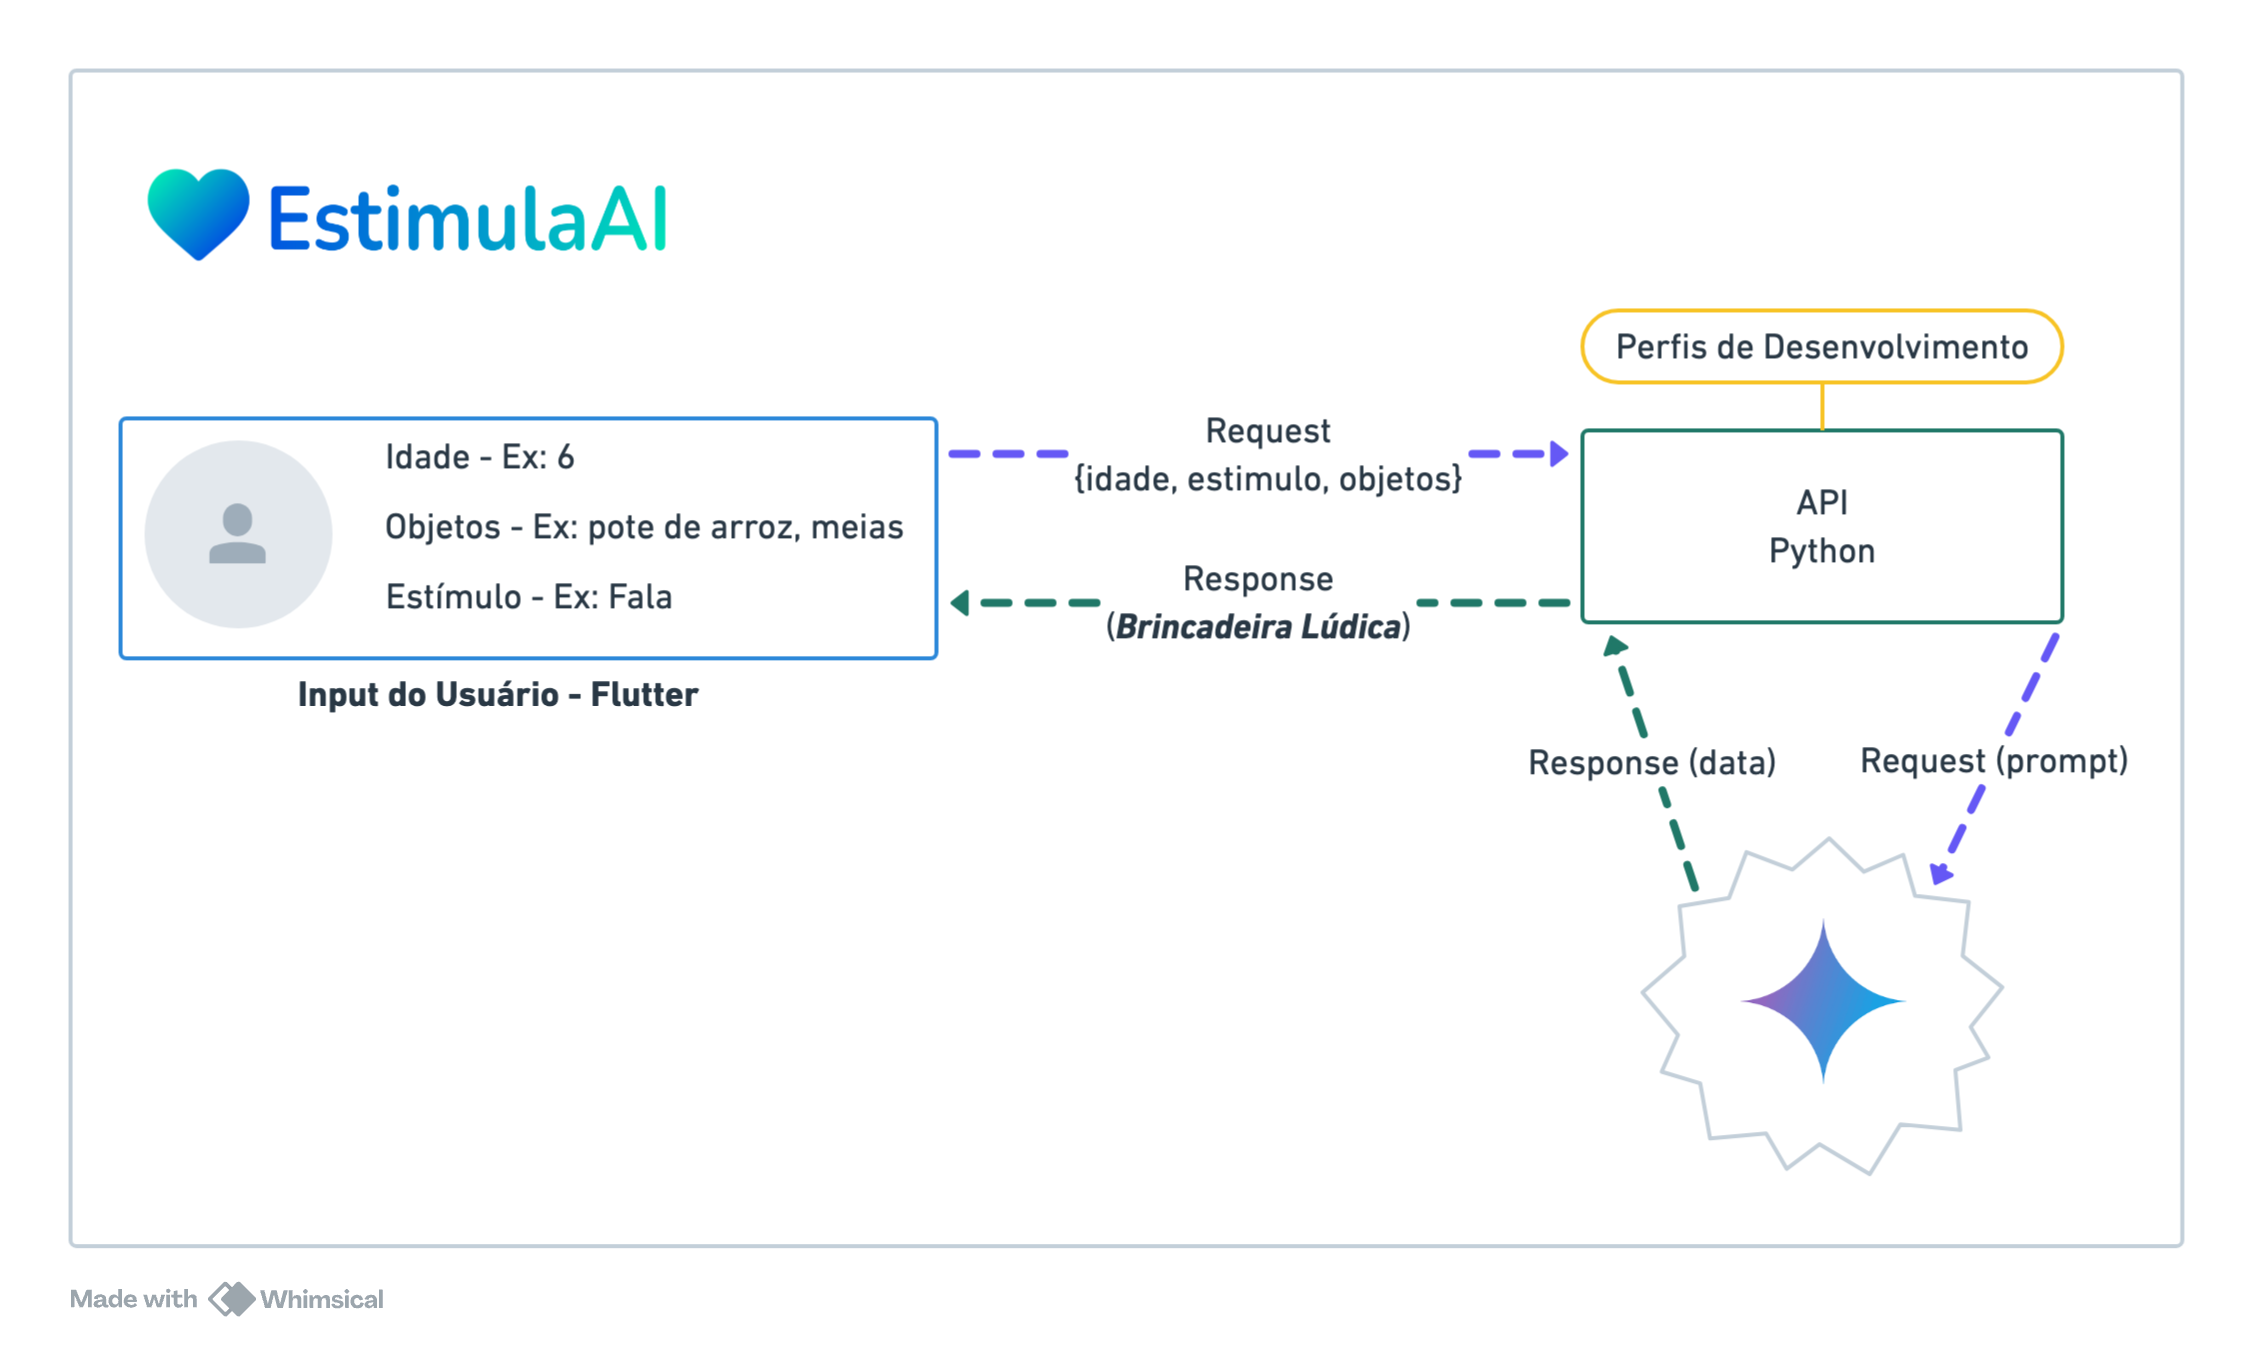 EstimulaAI
Perfis de Desenvolvimento
Idade - Ex: 6
Objetos - Ex: pote de arroz, meias
Estímulo - Ex: Fala
Input do Usuário - Flutter
Request
{idade, estimulo, objetos}
Response
(Brincadeira Lúdica)
API
Python
Response (data)
Request (prompt)
Made with Whimsical